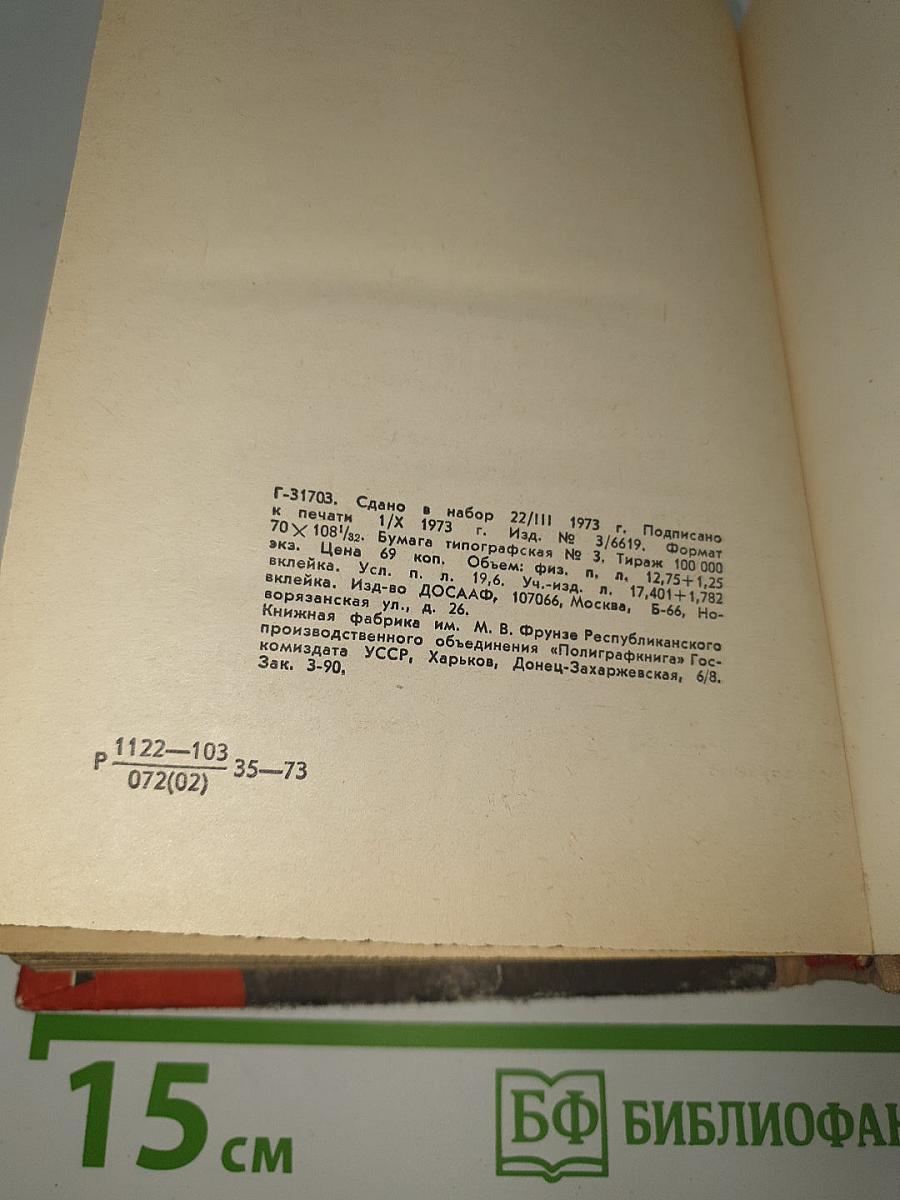 Г-31703. Сдано в набор 22/III 1973 г. Подписано
к печати 1/X 1973 г. Изд. № 3/6619. Формат
70×108¹/₃₂. Бумага типографская № 3. Тираж 100 000
экз. Цена 69 коп. Объем: физ. п. л. 12,75+1,25
вклейка. Усл. п. л. 19,6. Уч.-изд. л. 17,401+1,782
вклейка. Изд-во ДОСААФ, 107066, Москва, Б-66, Но-
ворязанская ул., д. 26.
Книжная фабрика им. М. В. Фрунзе Республиканского
производственного объединения «Полиграфкнига» Гос-
комиздата УССР, Харьков, Донец-Захаржевская, 6/8.
Зак. 3-90.
Р 1122—103 35—73
072(02)
15 см
БФ БИБЛИОФАН